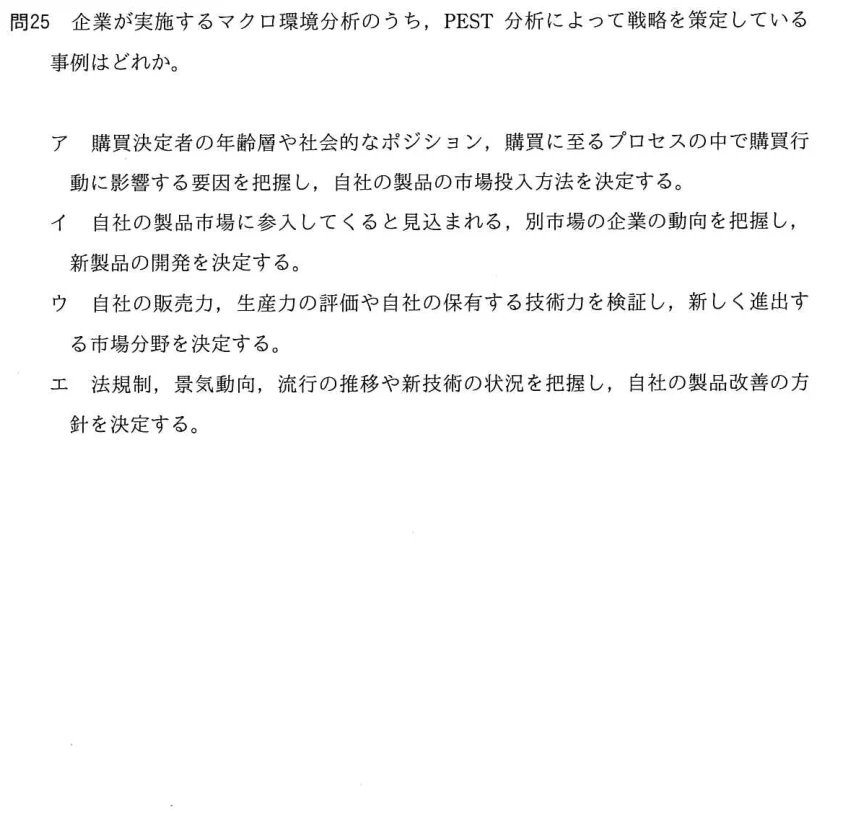 問25 企業が実施するマクロ環境分析のうち，PEST 分析によって戦略を策定している
事例はどれか。
ア 購買決定者の年齢層や社会的なポジション，購買に至るプロセスの中で購買行
動に影響する要因を把握し，自社の製品の市場投入方法を決定する。
イ 自社の製品市場に参入してくると見込まれる，別市場の企業の動向を把握し，
新製品の開発を決定する。
ウ 自社の販売力，生産力の評価や自社の保有する技術力を検証し，新しく進出す
る市場分野を決定する。
エ 法規制，景気動向，流行の推移や新技術の状況を把握し，自社の製品改善の方
針を決定する。